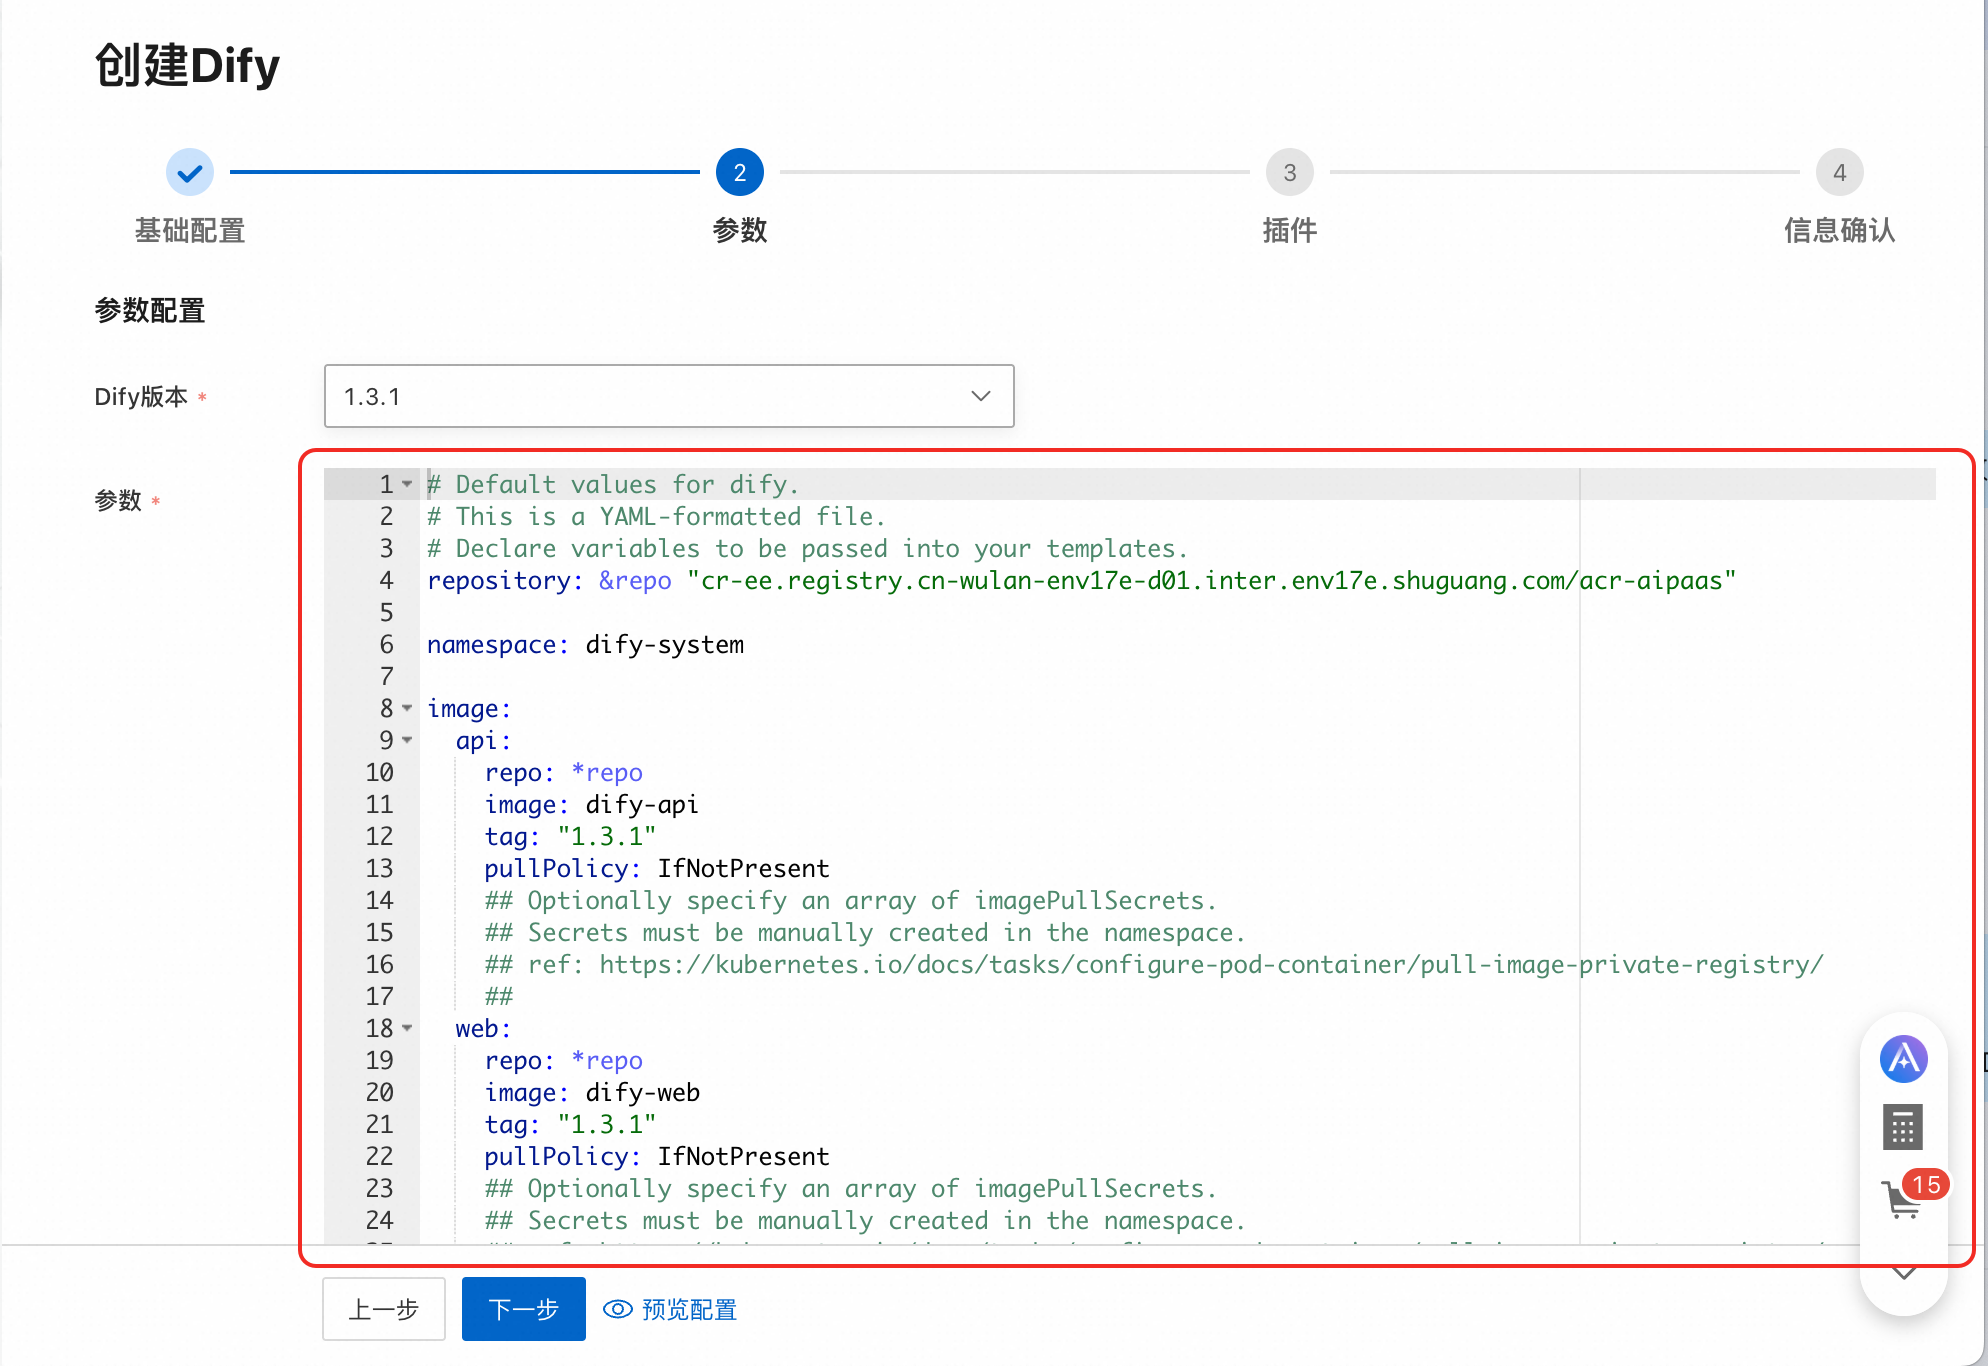 创建Dify
2
3
4
基础配置
参数
插件
信息确认
参数配置
Dify版本 *
1.3.1
参数 *
1 # Default values for dify.
2 # This is a YAML-formatted file.
3 # Declare variables to be passed into your templates.
4 repository: &repo "cr-ee.registry.cn-wulan-env17e-d01.inter.env17e.shuguang.com/acr-aipaas"
5
6 namespace: dify-system
7
8 image:
9   api:
10     repo: *repo
11     image: dify-api
12     tag: "1.3.1"
13     pullPolicy: IfNotPresent
14     ## Optionally specify an array of imagePullSecrets.
15     ## Secrets must be manually created in the namespace.
16     ## ref: https://kubernetes.io/docs/tasks/configure-pod-container/pull-image-private-registry/
17     ##
18   web:
19     repo: *repo
20     image: dify-web
21     tag: "1.3.1"
22     pullPolicy: IfNotPresent
23     ## Optionally specify an array of imagePullSecrets.
24     ## Secrets must be manually created in the namespace.
15
上一步
下一步
预览配置